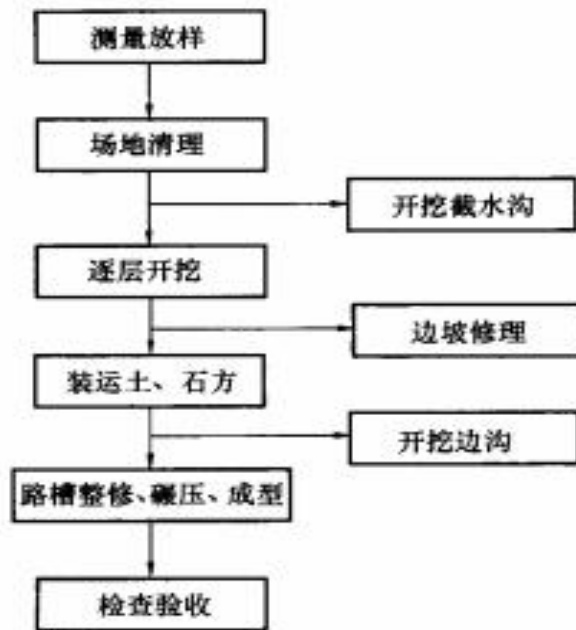 测量放样
场地清理
开挖截水沟
逐层开挖
边坡修理
装运土、石方
开挖边沟
路槽整修、碾压、成型
检查验收